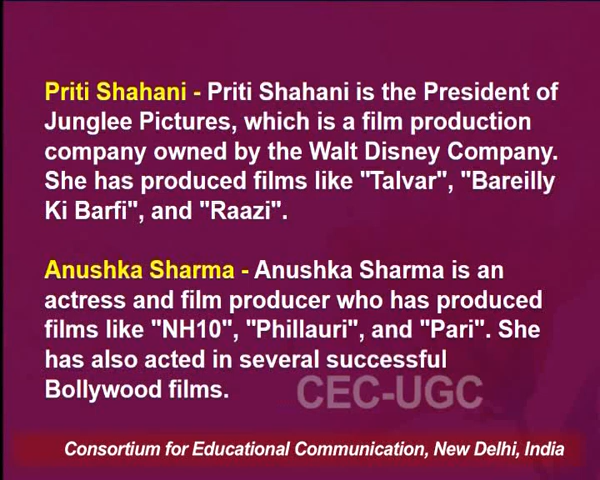 Priti Shahani - Priti Shahani is the President of
Junglee Pictures, which is a film production
company owned by the Walt Disney Company.
She has produced films like "Talvar", "Bareilly
Ki Barfi", and "Raazi".
Anushka Sharma - Anushka Sharma is an
actress and film producer who has produced
films like "NH10", "Phillauri", and "Pari". She
has also acted in several successful
Bollywood films.
CEC-UGC
Consortium for Educational Communication, New Delhi, India